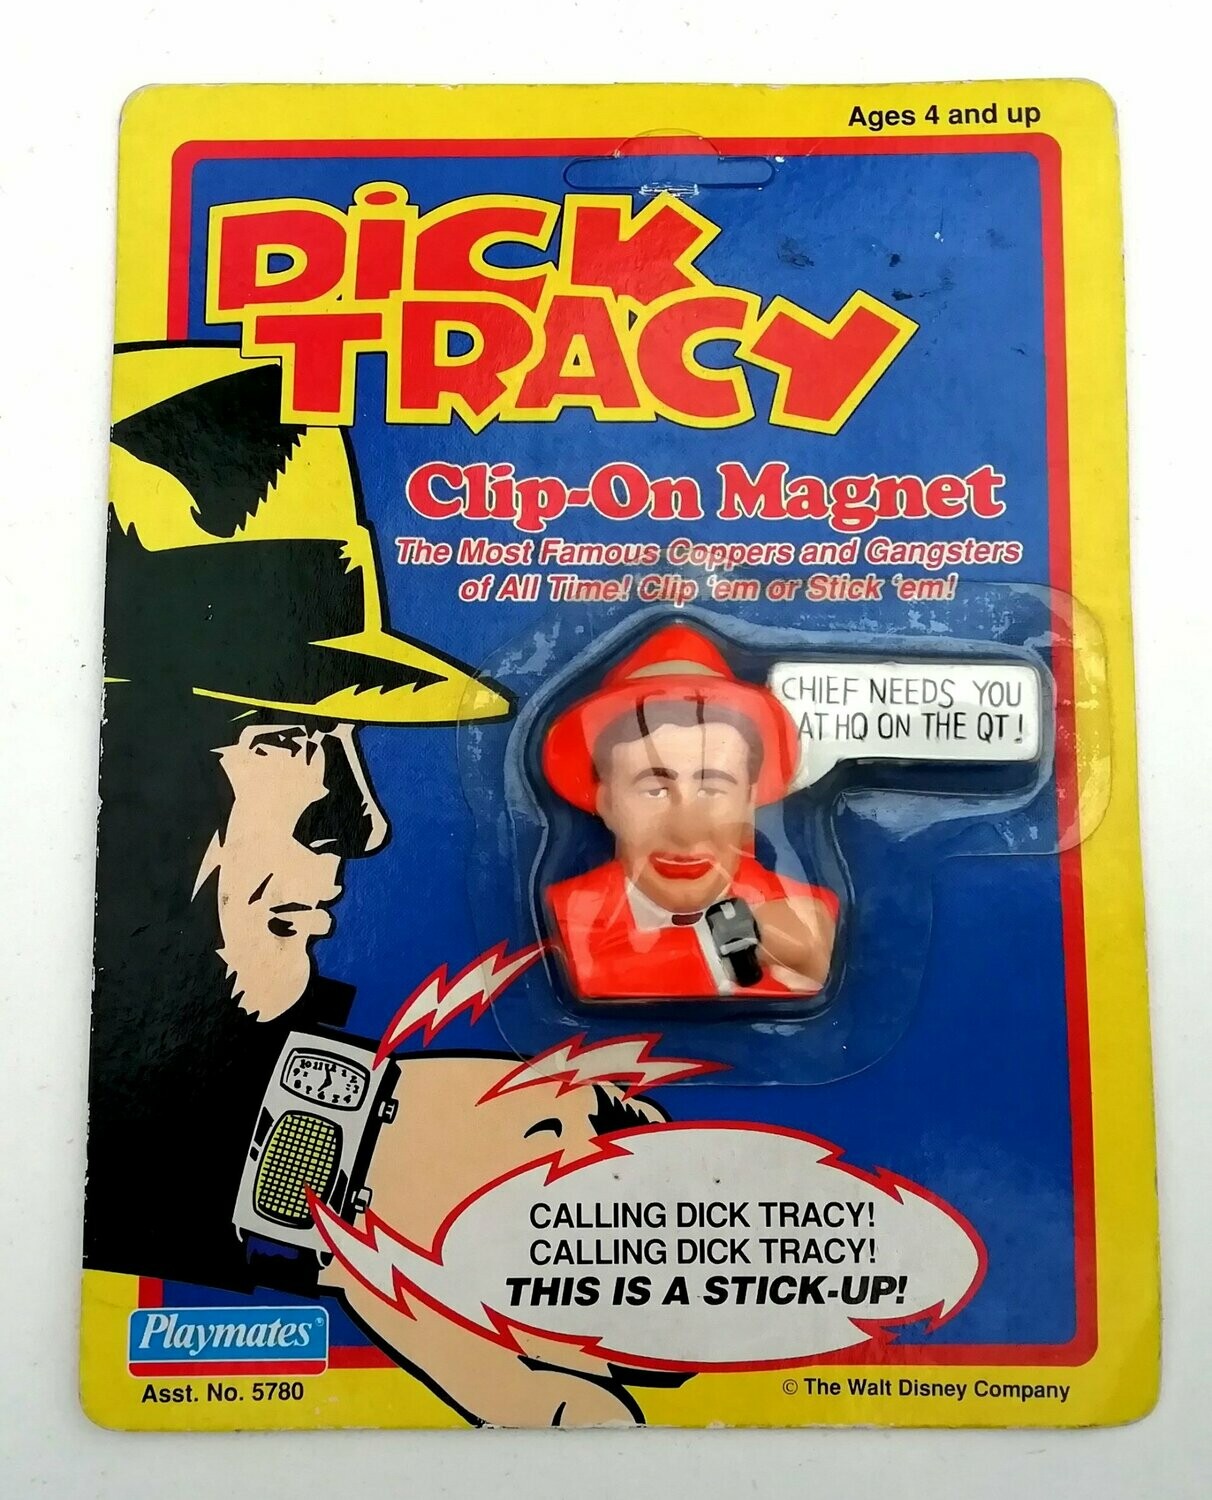 Ages 4 and up
DiCK
TRACY
Clip-On Magnet
The Most Famous Coppers and Gangsters
of All Time! Clip 'em or Stick 'em!
CHIEF NEEDS YOU
AT HQ ON THE QT!
CALLING DICK TRACY!
CALLING DICK TRACY!
THIS IS A STICK-UP!
Playmates®
Asst. No. 5780
© The Walt Disney Company